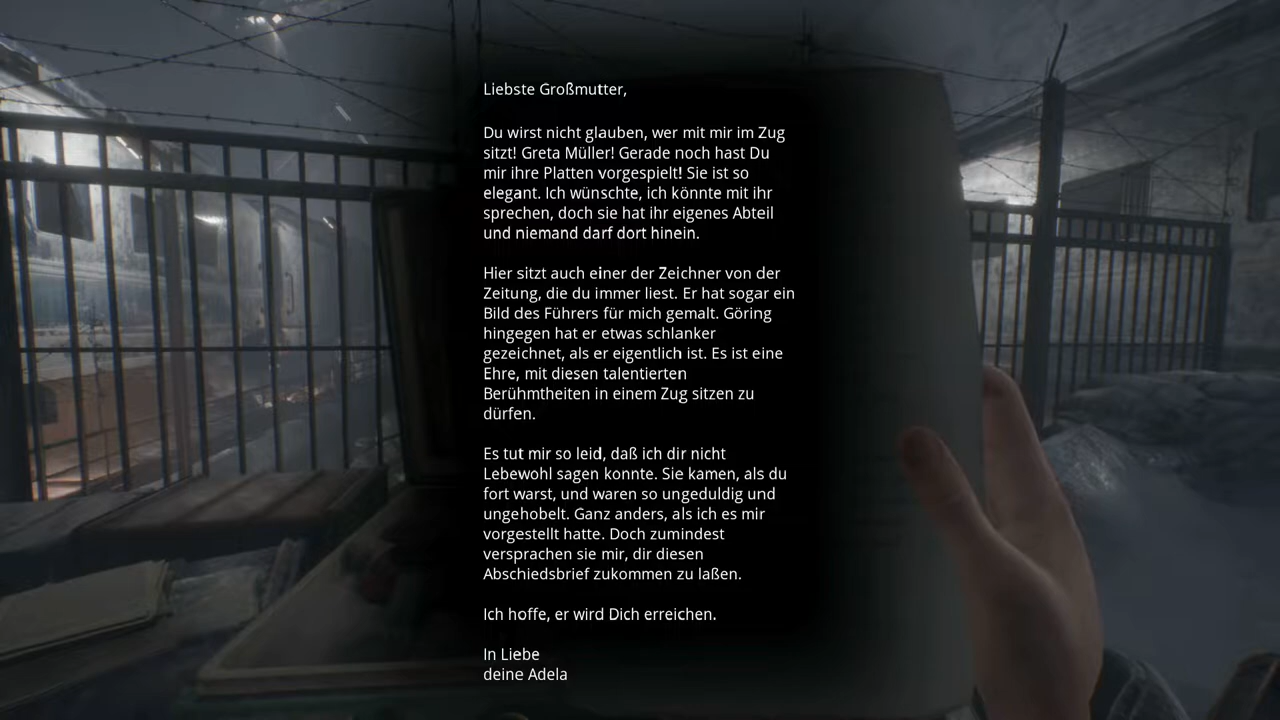 Liebste Großmutter,
Du wirst nicht glauben, wer mit mir im Zug
sitzt! Greta Müller! Gerade noch hast Du
mir ihre Platten vorgespielt! Sie ist so
elegant. Ich wünschte, ich könnte mit ihr
sprechen, doch sie hat ihr eigenes Abteil
und niemand darf dort hinein.
Hier sitzt auch einer der Zeichner von der
Zeitung, die du immer liest. Er hat sogar ein
Bild des Führers für mich gemalt. Göring
hingegen hat er etwas schlanker
gezeichnet, als er eigentlich ist. Es ist eine
Ehre, mit diesen talentierten
Berühmtheiten in einem Zug sitzen zu
dürfen.
Es tut mir so leid, daß ich dir nicht
Lebewohl sagen konnte. Sie kamen, als du
fort warst, und waren so ungeduldig und
ungehobelt. Ganz anders, als ich es mir
vorgestellt hatte. Doch zumindest
versprachen sie mir, dir diesen
Abschiedsbrief zukommen zu laßen.
Ich hoffe, er wird Dich erreichen.
In Liebe
deine Adela